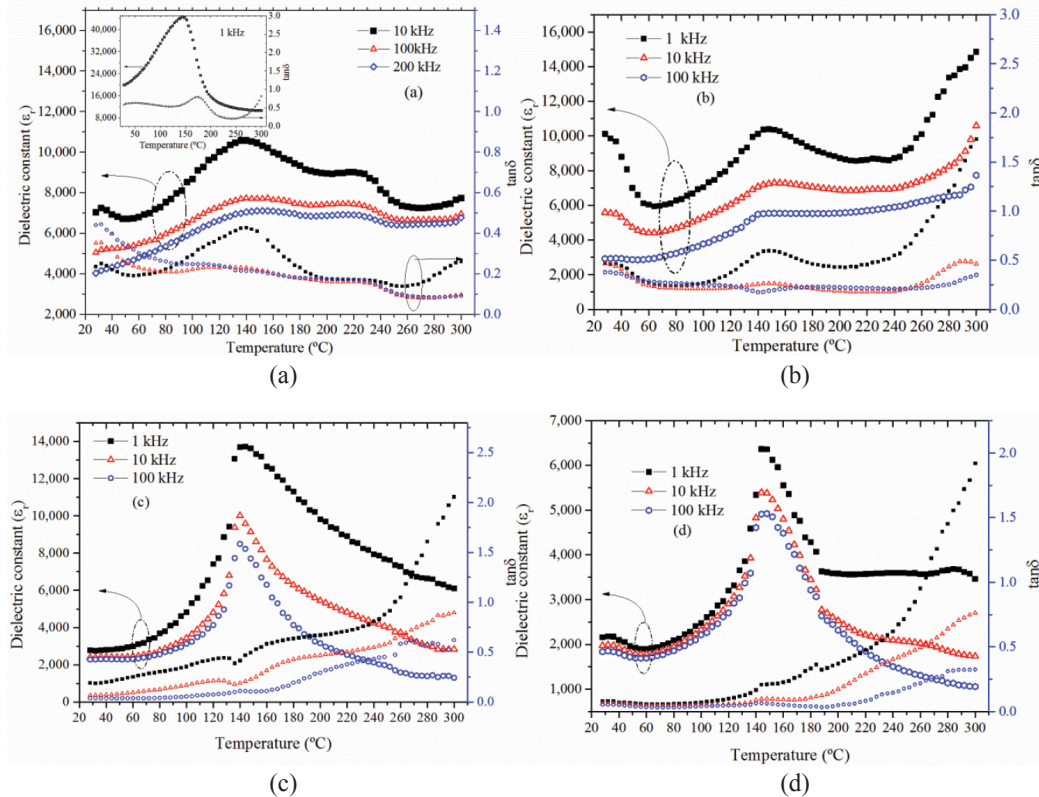 1 kHz
40,000
32,000
24,000
16,000
8,000
3.0
2.5
2.0
1.5
1.0
0.5
0.0
tanδ
50 100 150 200 250 300
Temperature (ºC)
10 kHz
100kHz
200 kHz
(a)
16,000
14,000
12,000
10,000
8,000
6,000
4,000
2,000
Dielectric constant (εr)
1.5
1.4
1.2
1.0
0.8
0.6
0.4
0.2
0.0
tanδ
20 40 60 80 100 120 140 160 180 200 220 240 260 280 300
Temperature (ºC)
(a)
1 kHz
10 kHz
100 kHz
(b)
16,000
14,000
12,000
10,000
8,000
6,000
4,000
2,000
0
Dielectric constant (εr)
3.0
2.5
2.0
1.5
1.0
0.5
0.0
tanδ
20 40 60 80 100 120 140 160 180 200 220 240 260 280 300
Temperature (ºC)
(b)
1 kHz
10 kHz
100 kHz
(c)
14,000
12,000
10,000
8,000
6,000
4,000
2,000
0
Dielectric constant (εr)
2.5
2.0
1.5
1.0
0.5
0.0
tanδ
20 40 60 80 100 120 140 160 180 200 220 240 260 280 300
Temperature (ºC)
(c)
1 kHz
10 kHz
100 kHz
(d)
7,000
6,000
5,000
4,000
3,000
2,000
1,000
Dielectric constant (εr)
2.0
1.5
1.0
0.5
0.0
tanδ
20 40 60 80 100 120 140 160 180 200 220 240 260 280 300
Temperature (ºC)
(d)